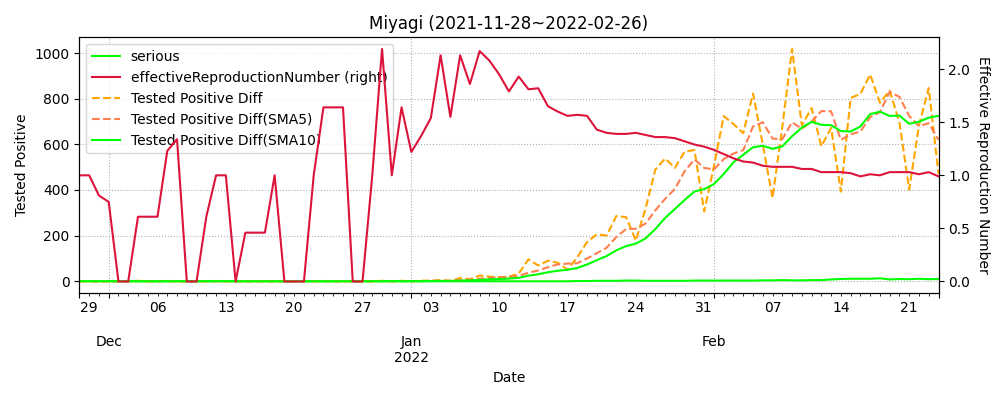 Miyagi (2021-11-28~2022-02-26)
serious
effectiveReproductionNumber (right)
Tested Positive Diff
Tested Positive Diff(SMA5)
Tested Positive Diff(SMA10)
Tested Positive
1000
800
600
400
200
0
2.0
1.5
1.0
0.5
0.0
Effective Reproduction Number
29 06 13 20 27 03 10 17 24 31 07 14 21
Dec Jan Feb
2022
Date